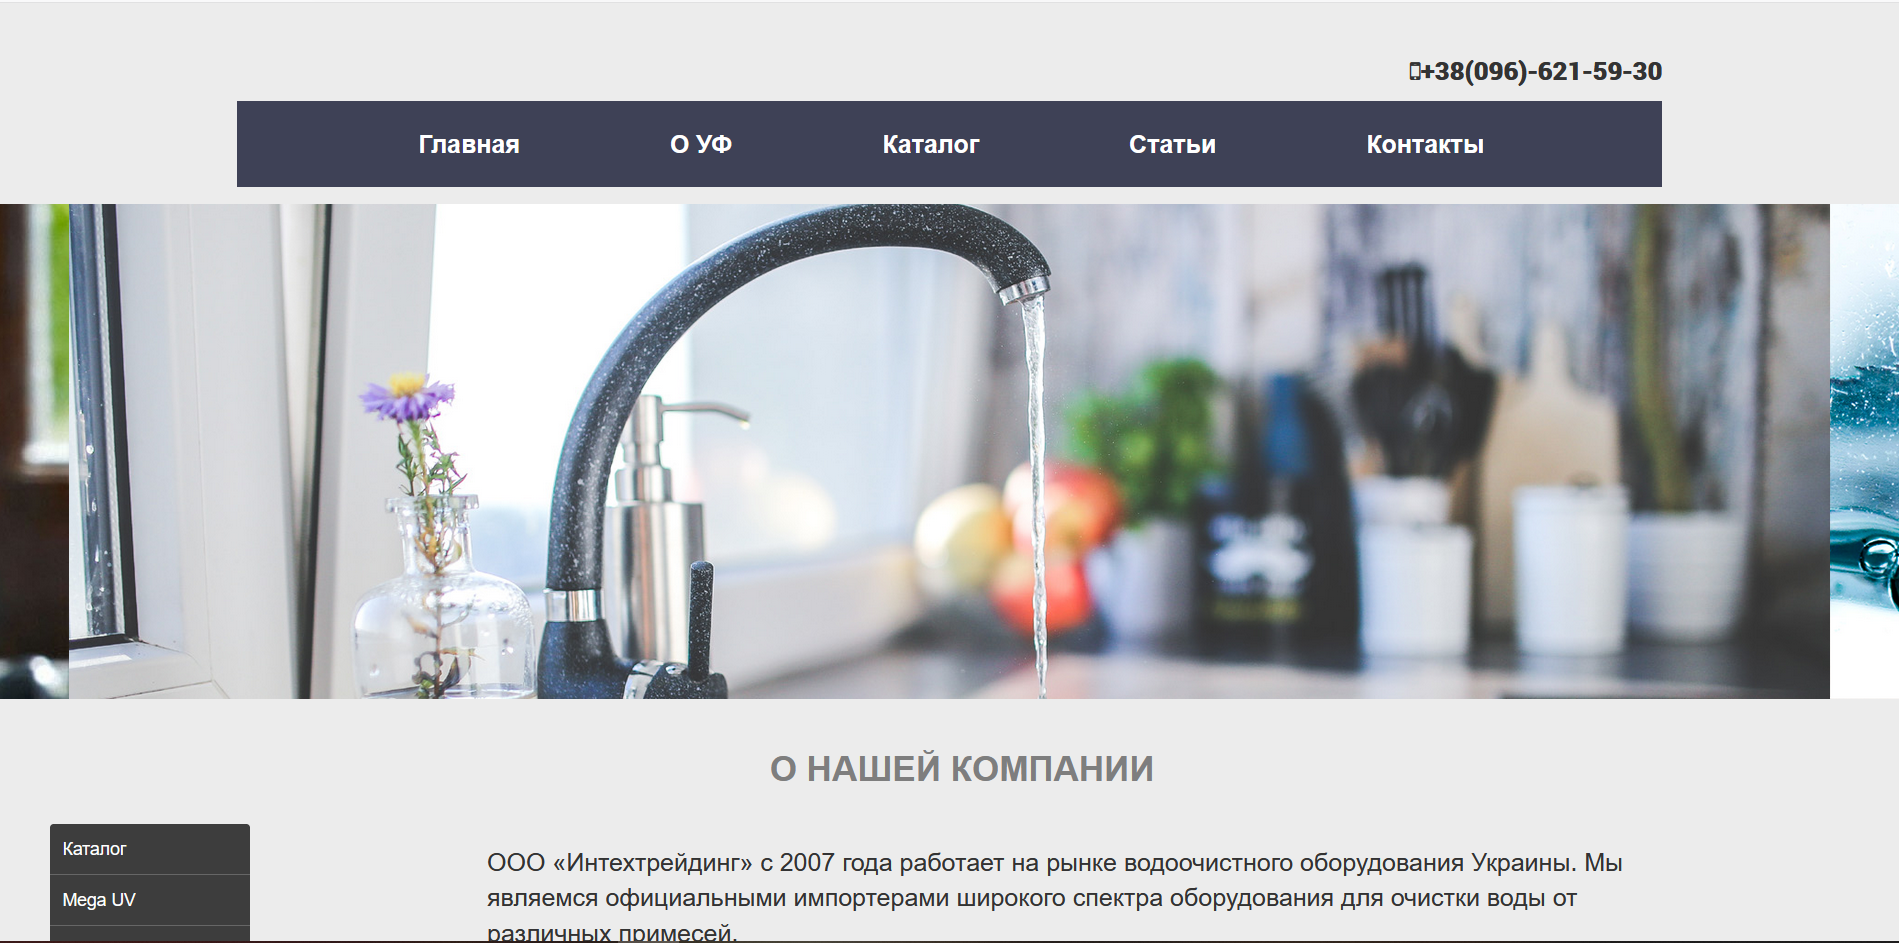 +38(096)-621-59-30
Главная О УФ Каталог Статьи Контакты
О НАШЕЙ КОМПАНИИ
Каталог
Mega UV
ООО «Интехтрейдинг» с 2007 года работает на рынке водоочистного оборудования Украины. Мы
являемся официальными импортерами широкого спектра оборудования для очистки воды от
различных примесей.